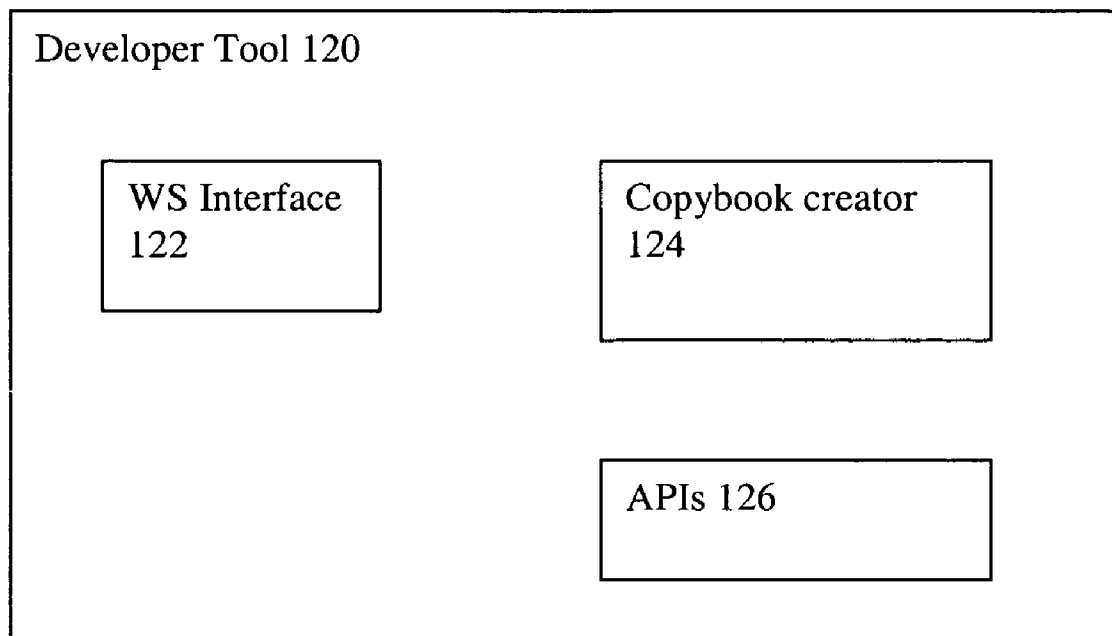 Developer Tool 120
WS Interface
122
Copybook creator
124
APIs 126